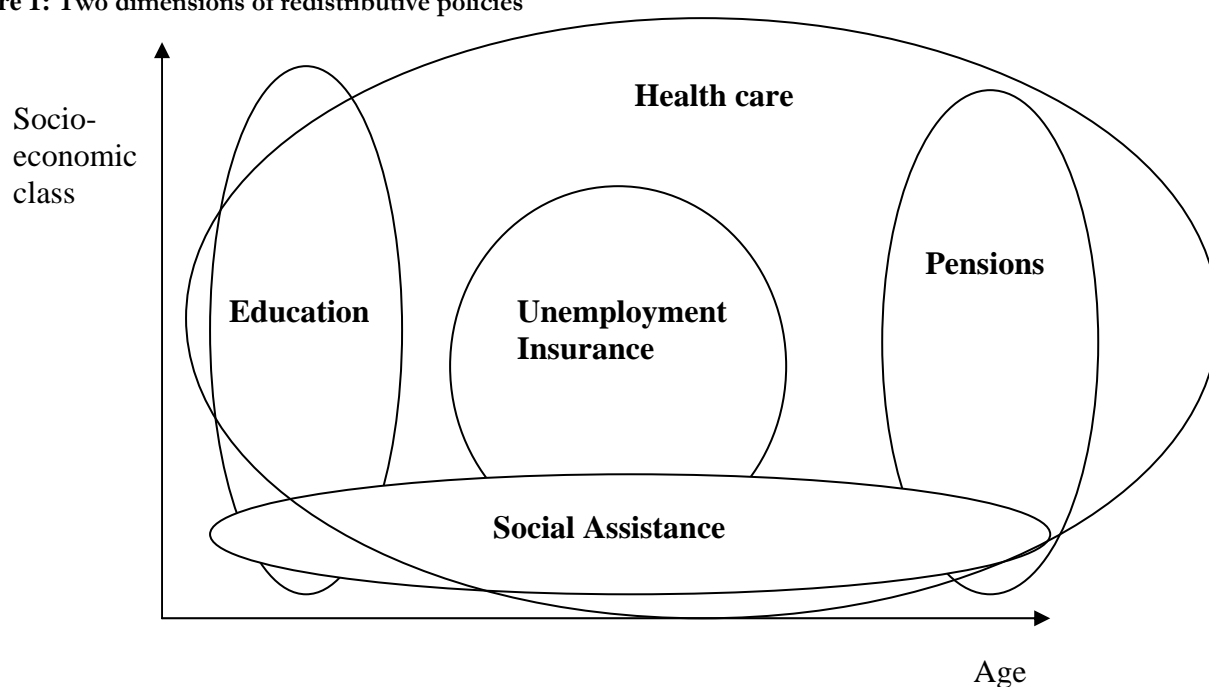 re 1: Two dimensions of redistributive policies
Health care
Socio-
economic
class
Pensions
Education
Unemployment
Insurance
Social Assistance
Age